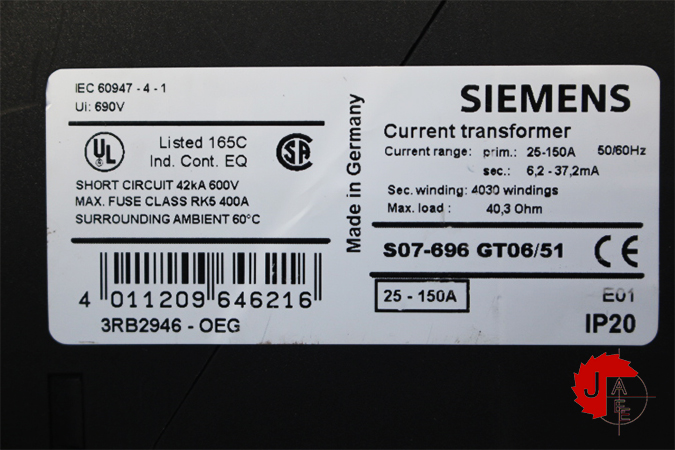 IEC 60947 - 4 - 1
Ui: 690V
UL
Listed 165C
Ind. Cont. EQ
SA
SHORT CIRCUIT 42kA 600V
MAX. FUSE CLASS RK5 400A
SURROUNDING AMBIENT 60°C
4 011209 646216
3RB2946 - OEG
Made in Germany
SIEMENS
Current transformer
Current range: prim.: 25-150A 50/60Hz
sec.: 6,2 - 37,2mA
Sec. winding: 4030 windings
Max. load : 40,3 Ohm
S07-696 GT06/51 CE
25 - 150A E01
IP20
J